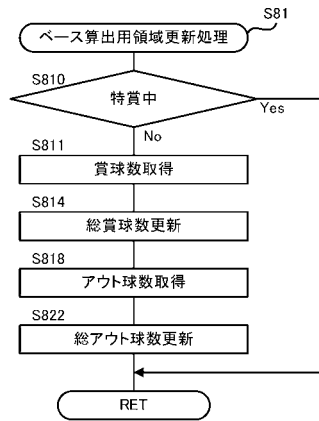 S81
ベース算出用領域更新処理
S810
特賞中
Yes
No
S811
賞球数取得
S814
総賞球数更新
S818
アウト球数取得
S822
総アウト球数更新
RET